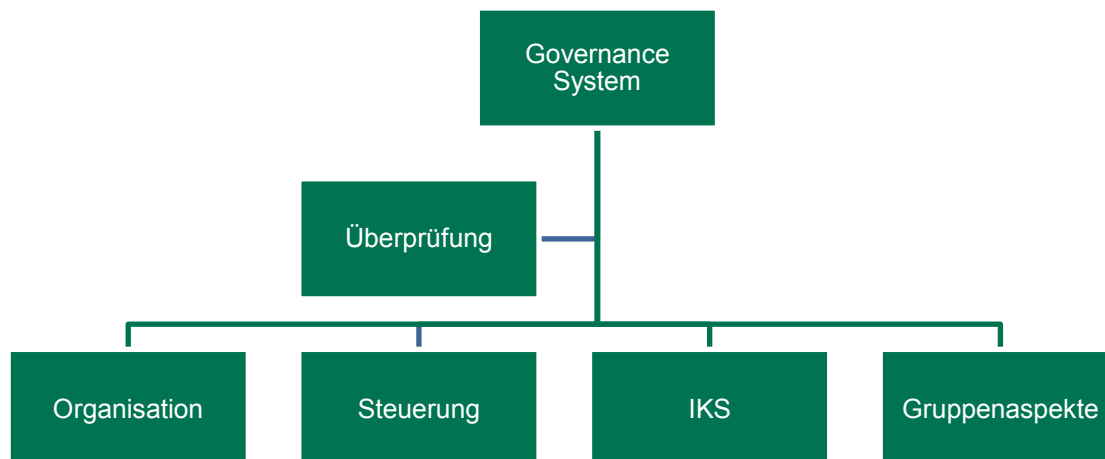 Governance
System
Überprüfung
Organisation
Steuerung
IKS
Gruppenaspekte